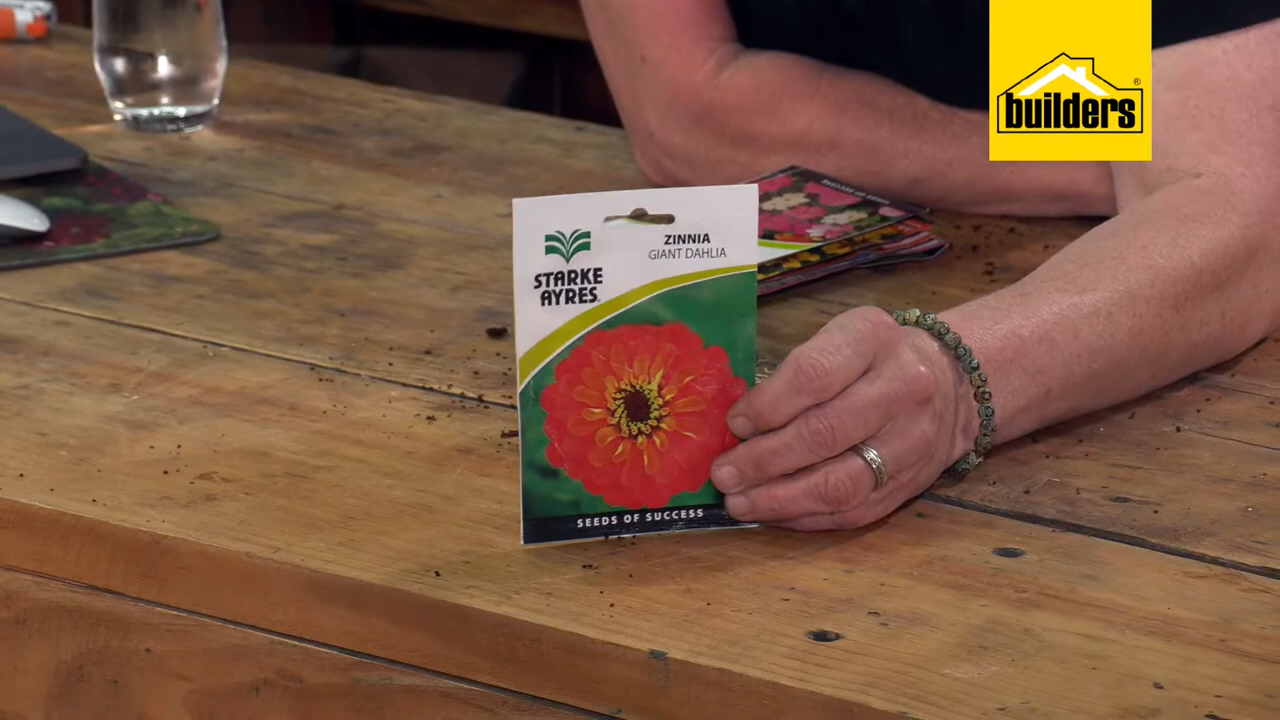 builders®
ZINNIA
GIANT DAHLIA
STARKE
AYRES
SEEDS OF SUCCESS